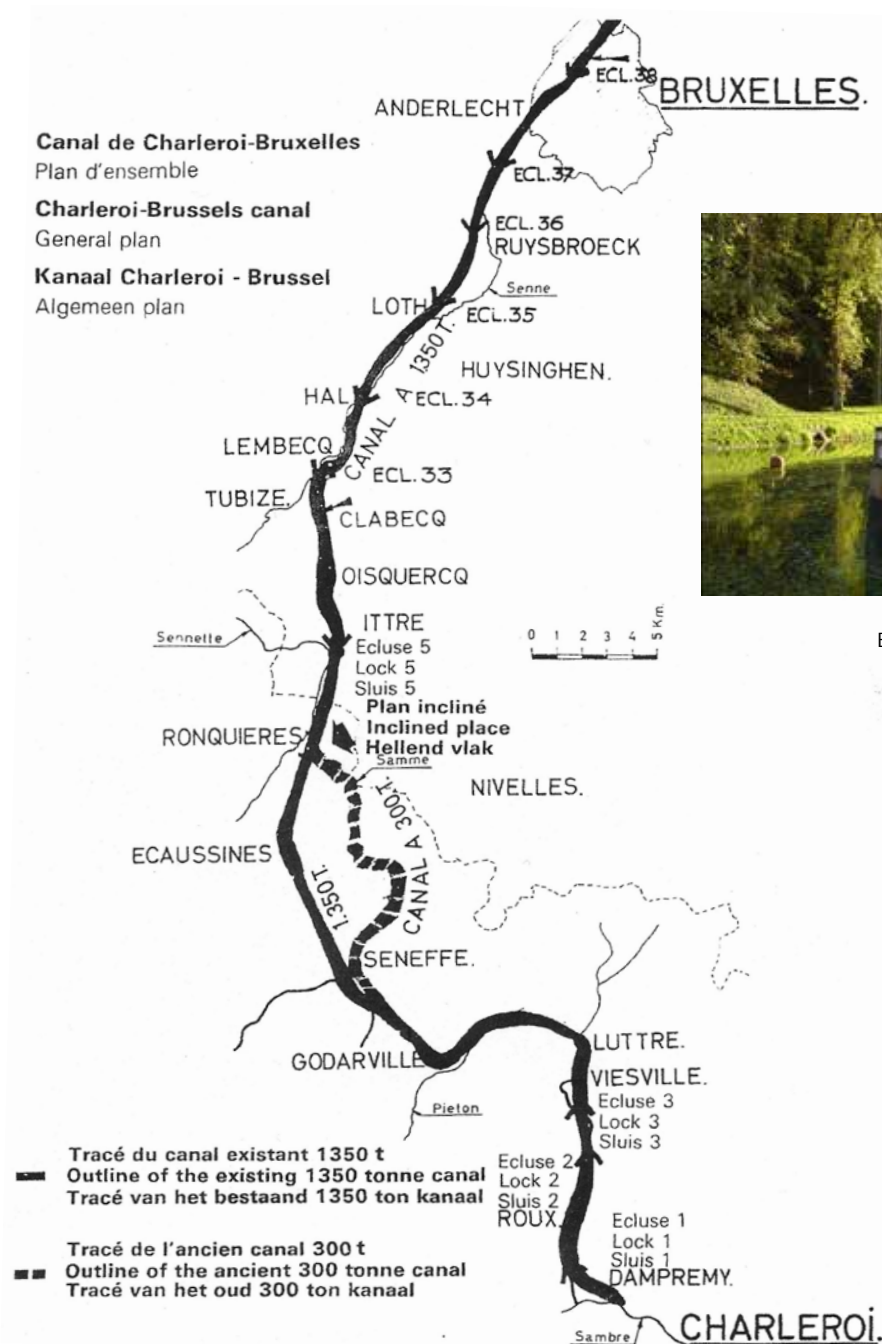 Canal de Charleroi-Bruxelles
Plan d'ensemble
Charleroi-Brussels canal
General plan
Kanaal Charleroi - Brussel
Algemeen plan
ECL.38
BRUXELLES.
ANDERLECHT
ECL.37
ECL.36
RUYSBROECK
Senne
LOTH
ECL.35
CANAL A 1350T.
HUYSINGHEN.
HAL
ECL.34
LEMBECQ
ECL.33
TUBIZE.
CLABECQ
OISQUERCQ
ITTRE
Sennette
Ecluse 5
Lock 5
Sluis 5
0 1 2 3 4 5 Km.
E
Plan incliné
Inclined place
Hellend vlak
RONQUIERES
Samme
NIVELLES.
CANAL A 300.T.
ECAUSSINES
1.350T.
SENEFFE.
GODARVILLE
LUTTRE.
VIESVILLE.
Pieton
Ecluse 3
Lock 3
Sluis 3
Ecluse 2
Lock 2
Sluis 2
ROUX.
Ecluse 1
Lock 1
Sluis 1
DAMPREMY.
Tracé du canal existant 1350 t
Outline of the existing 1350 tonne canal
Tracé van het bestaand 1350 ton kanaal
Tracé de l'ancien canal 300 t
Outline of the ancient 300 tonne canal
Tracé van het oud 300 ton kanaal
Sambre
CHARLEROi.